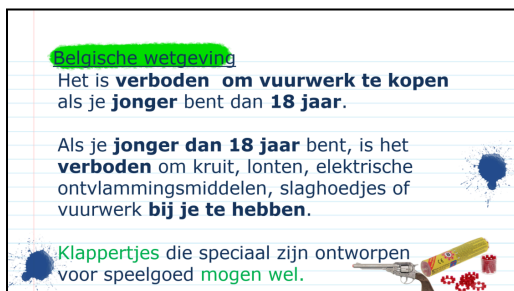 Belgische wetgeving
Het is verboden om vuurwerk te kopen
als je jonger bent dan 18 jaar.
Als je jonger dan 18 jaar bent, is het
verboden om kruit, lonten, elektrische
ontvlammingsmiddelen, slaghoedjes of
vuurwerk bij je te hebben.
Klappertjes die speciaal zijn ontworpen
voor speelgoed mogen wel.